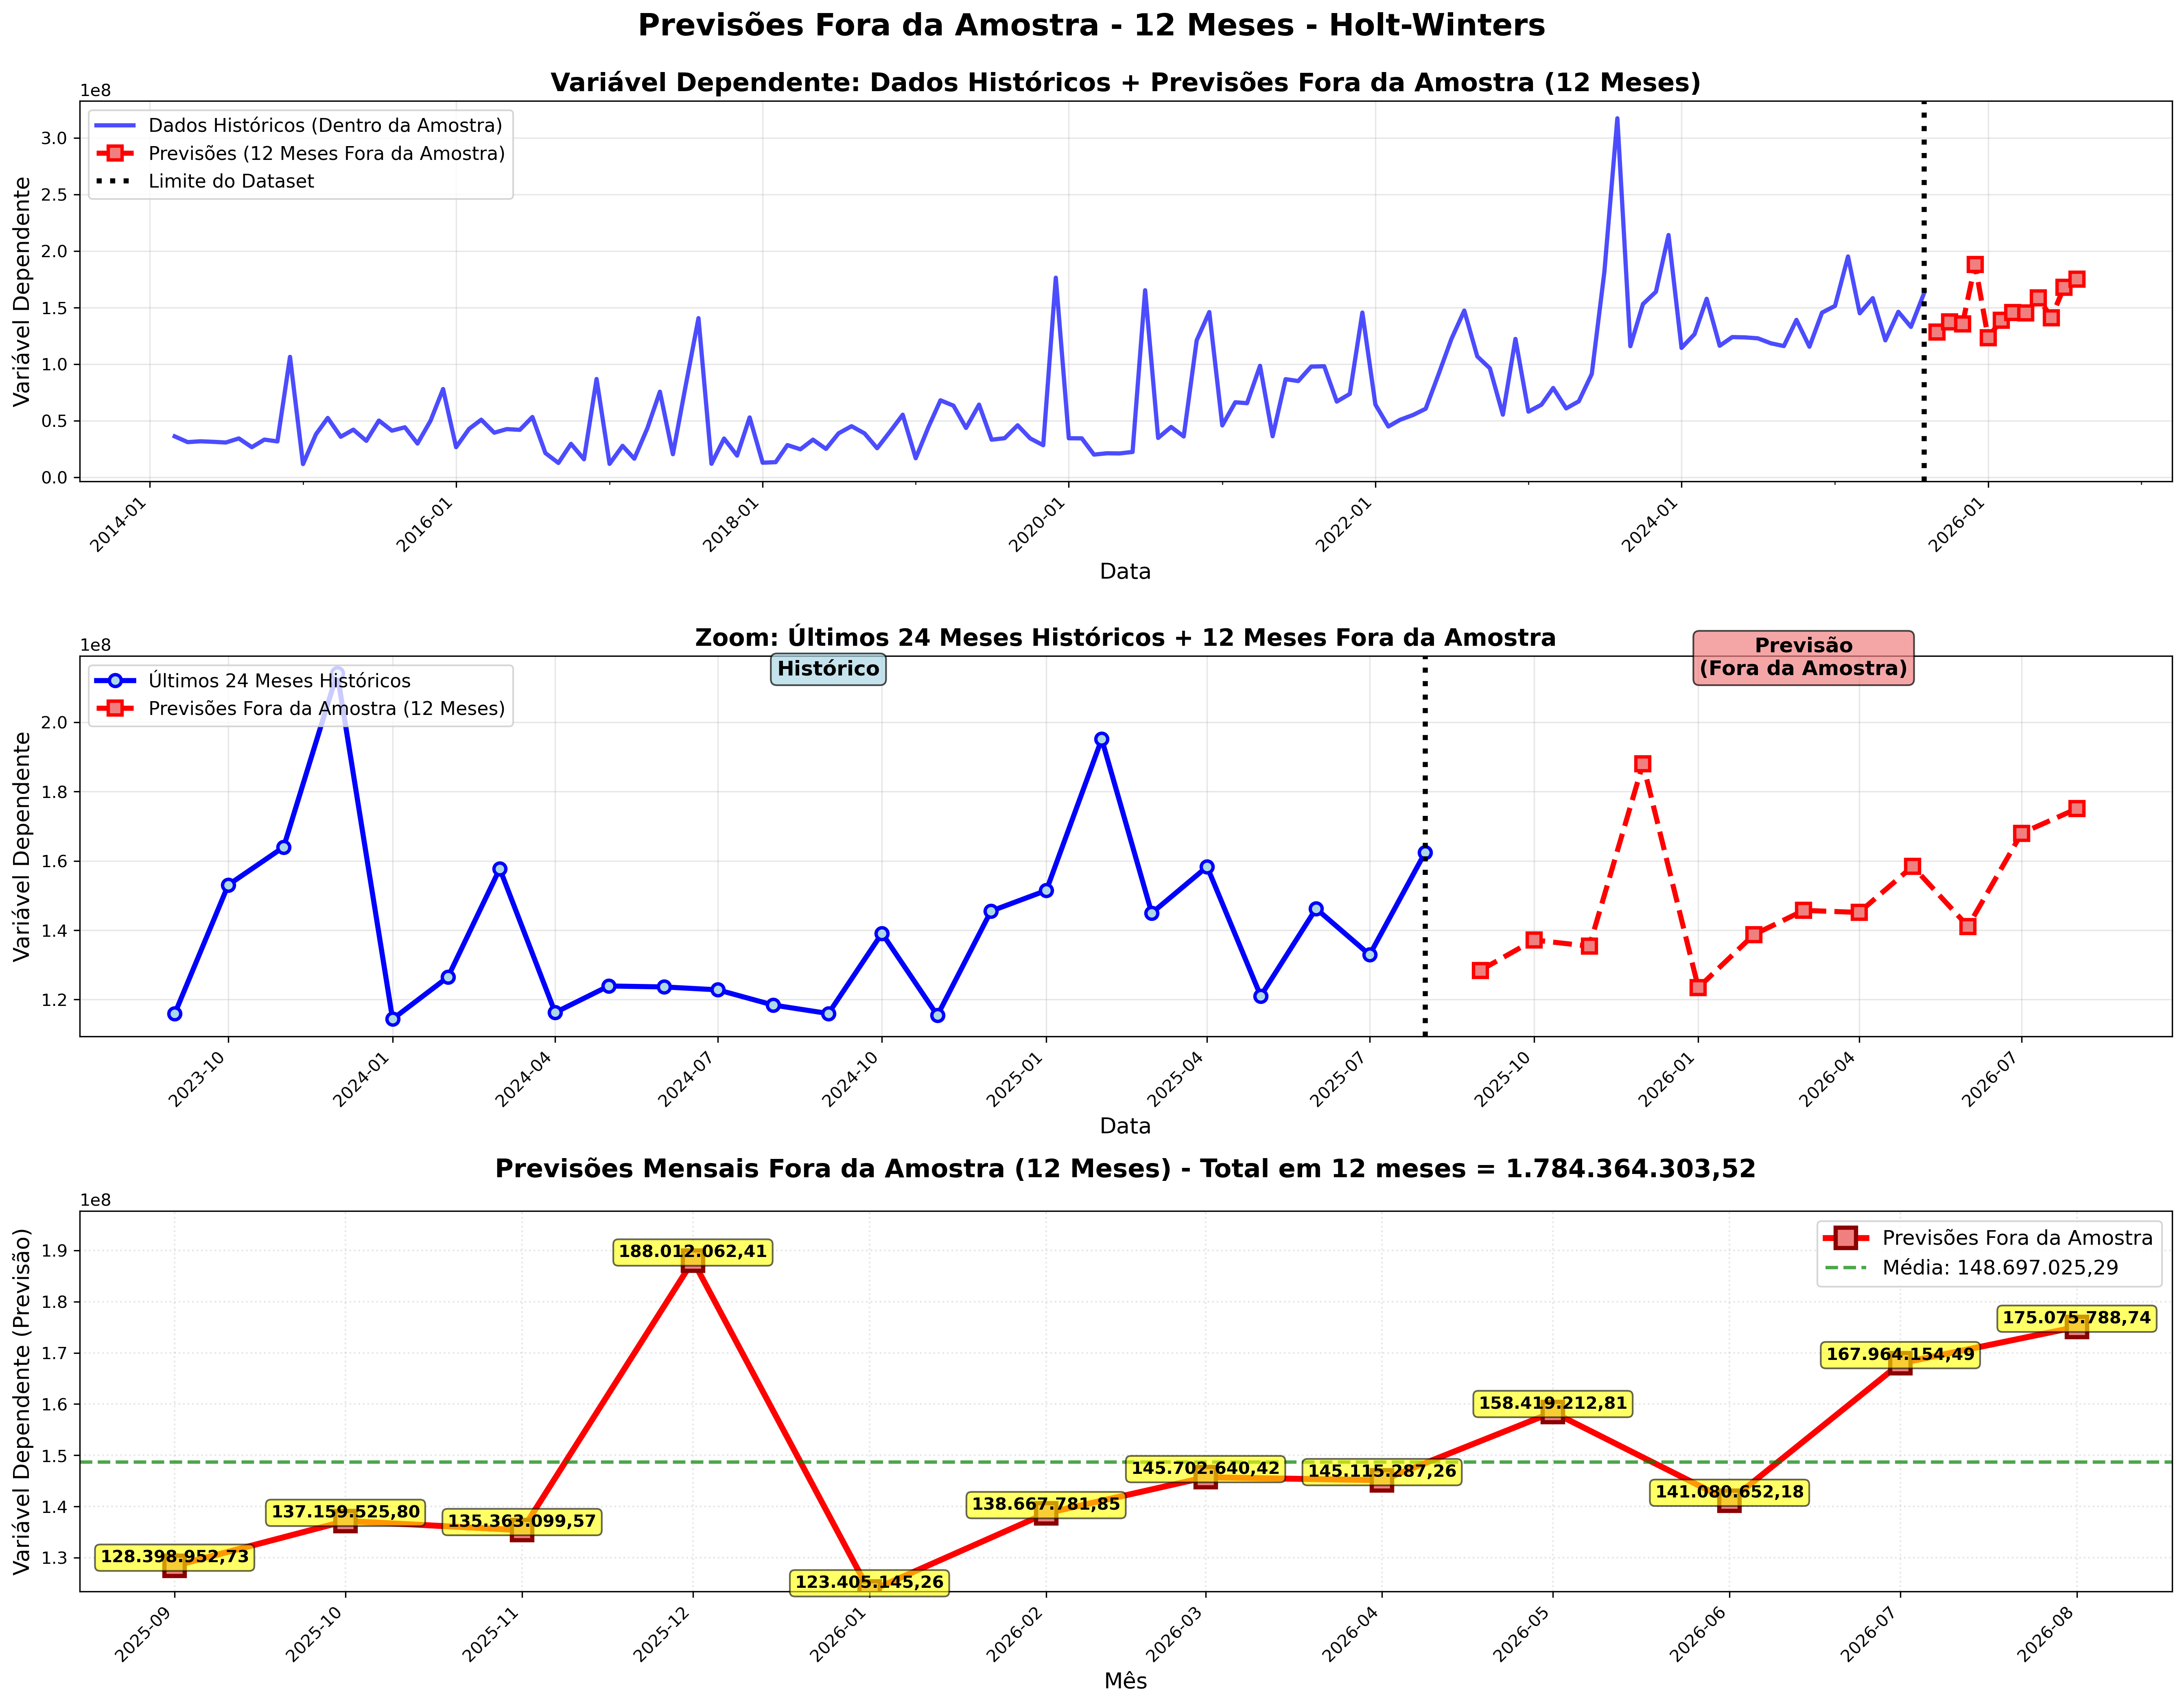 Previsões Fora da Amostra - 12 Meses - Holt-Winters
Variável Dependente: Dados Históricos + Previsões Fora da Amostra (12 Meses)
1e8
Dados Históricos (Dentro da Amostra)
Previsões (12 Meses Fora da Amostra)
Limite do Dataset
Variável Dependente
3.0
2.5
2.0
1.5
1.0
0.5
0.0
2014-01
2016-01
2018-01
2020-01
2022-01
2024-01
2026-01
Data
Zoom: Últimos 24 Meses Históricos + 12 Meses Fora da Amostra
1e8
Últimos 24 Meses Históricos
Previsões Fora da Amostra (12 Meses)
Histórico
Previsão
(Fora da Amostra)
Variável Dependente
2.0
1.8
1.6
1.4
1.2
2023-10
2024-01
2024-04
2024-07
2024-10
2025-01
2025-04
2025-07
2025-10
2026-01
2026-04
2026-07
Data
Previsões Mensais Fora da Amostra (12 Meses) - Total em 12 meses = 1.784.364.303,52
1e8
Previsões Fora da Amostra
Média: 148.697.025,29
Variável Dependente (Previsão)
1.9
1.8
1.7
1.6
1.5
1.4
1.3
128.398.952,73
137.159.525,80
135.363.099,57
188.012.062,41
123.405.145,26
138.667.781,85
145.702.640,42
145.115.287,26
158.419.212,81
141.080.652,18
167.964.154,49
175.075.788,74
2025-09
2025-10
2025-11
2025-12
2026-01
2026-02
2026-03
2026-04
2026-05
2026-06
2026-07
2026-08
Mês